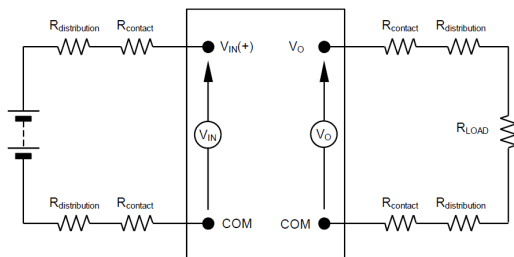 Rdistribution Rcontact
VIN(+) VO
Rcontact Rdistribution
VIN
VO
RLOAD
Rdistribution Rcontact
COM COM
Rcontact Rdistribution